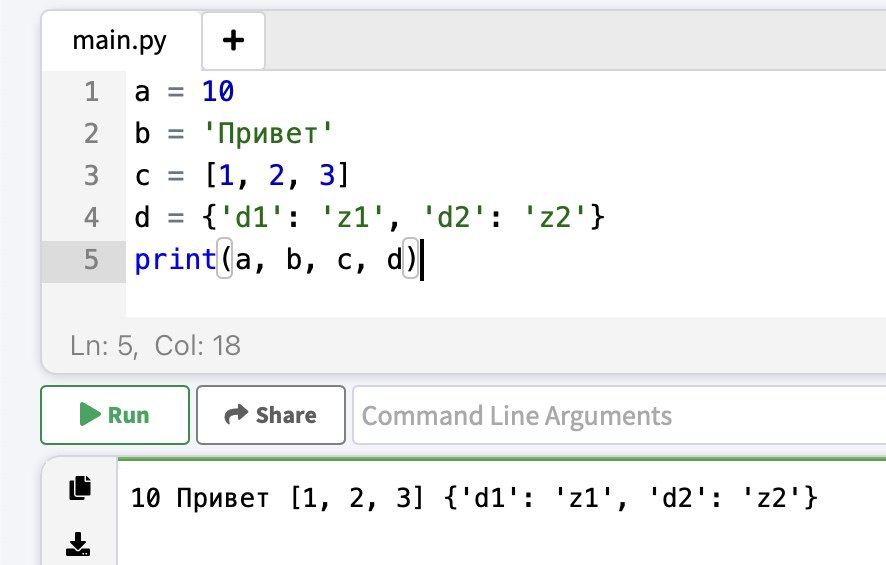 main.py +
1 a = 10
2 b = 'Привет'
3 c = [1, 2, 3]
4 d = {'d1': 'z1', 'd2': 'z2'}
5 print(a, b, c, d)
Ln: 5, Col: 18
Run Share Command Line Arguments
10 Привет [1, 2, 3] {'d1': 'z1', 'd2': 'z2'}